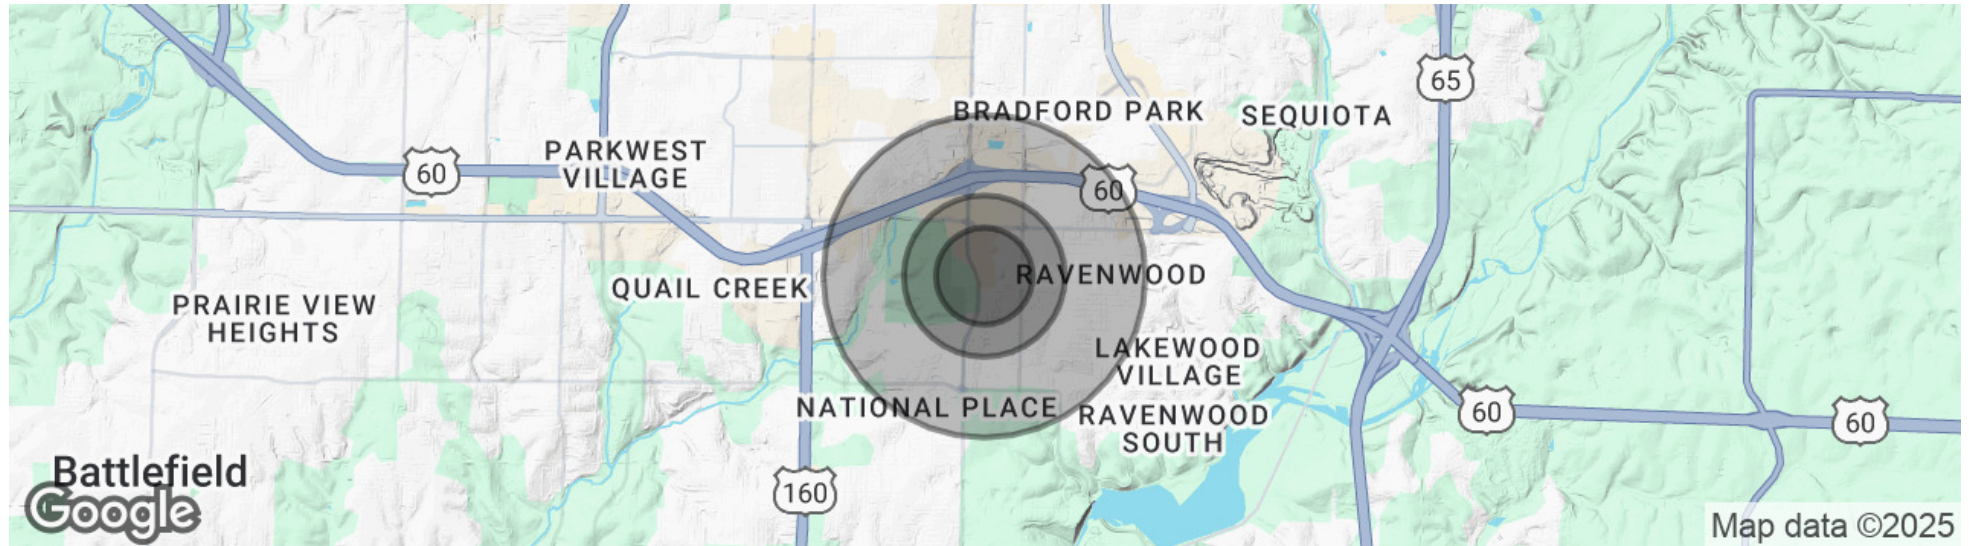 BRADFORD PARK
SEQUIOTA
65
PARKWEST
VILLAGE
60
60
RAVENWOOD
QUAIL CREEK
PRAIRIE VIEW
HEIGHTS
LAKEWOOD
VILLAGE
NATIONAL PLACE
RAVENWOOD
SOUTH
60
60
Battlefield
160
Google
Map data ©2025